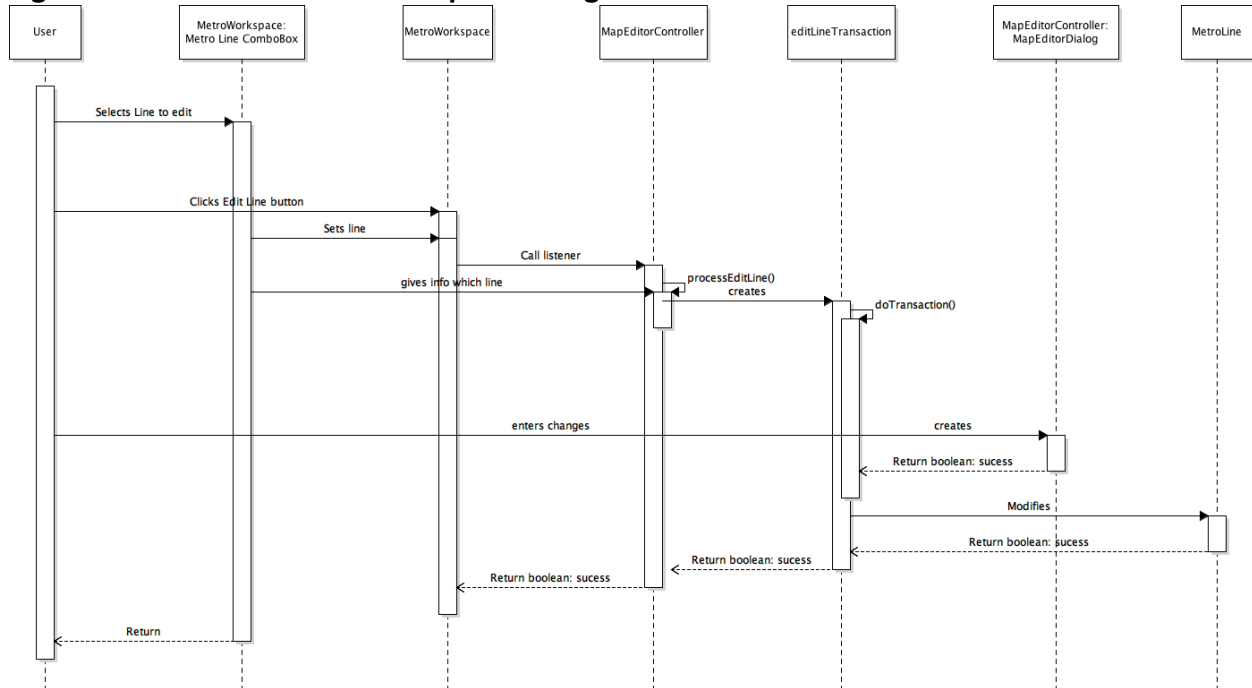 User
MetroWorkspace:
Metro Line ComboBox
MetroWorkspace
MapEditorController
editLineTransaction
MapEditorController:
MapEditorDialog
MetroLine
Selects Line to edit
Clicks Edit Line button
Sets line
Call listener
processEditLine()
gives info which line
creates
doTransaction()
enters changes
creates
Return boolean: sucess
Modifies
Return boolean: sucess
Return boolean: sucess
Return boolean: sucess
Return